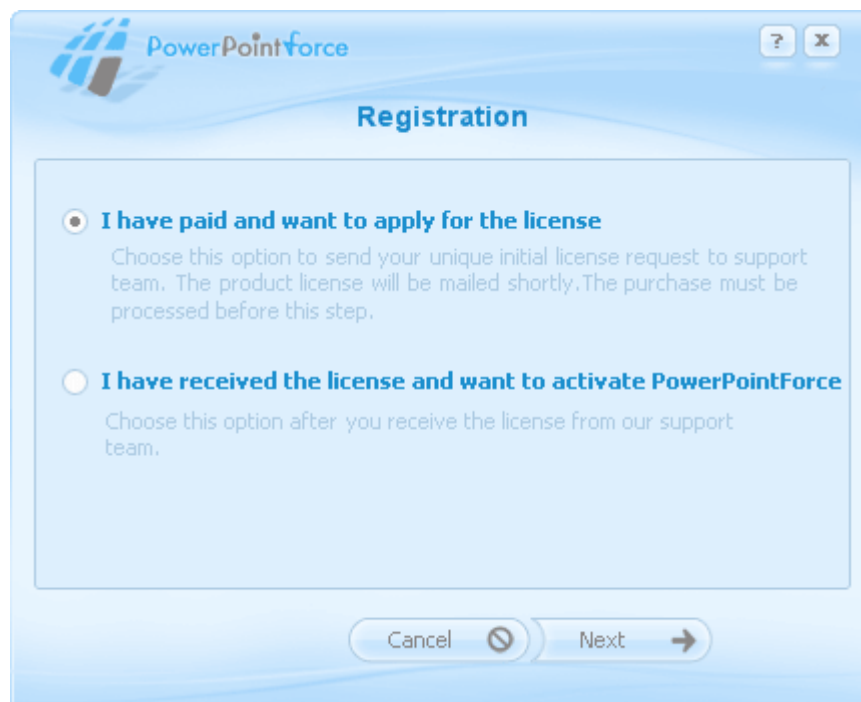 PowerPointforce
? x
Registration
I have paid and want to apply for the license
Choose this option to send your unique initial license request to support
team. The product license will be mailed shortly.The purchase must be
processed before this step.
I have received the license and want to activate PowerPointForce
Choose this option after you receive the license from our support
team.
Cancel Next